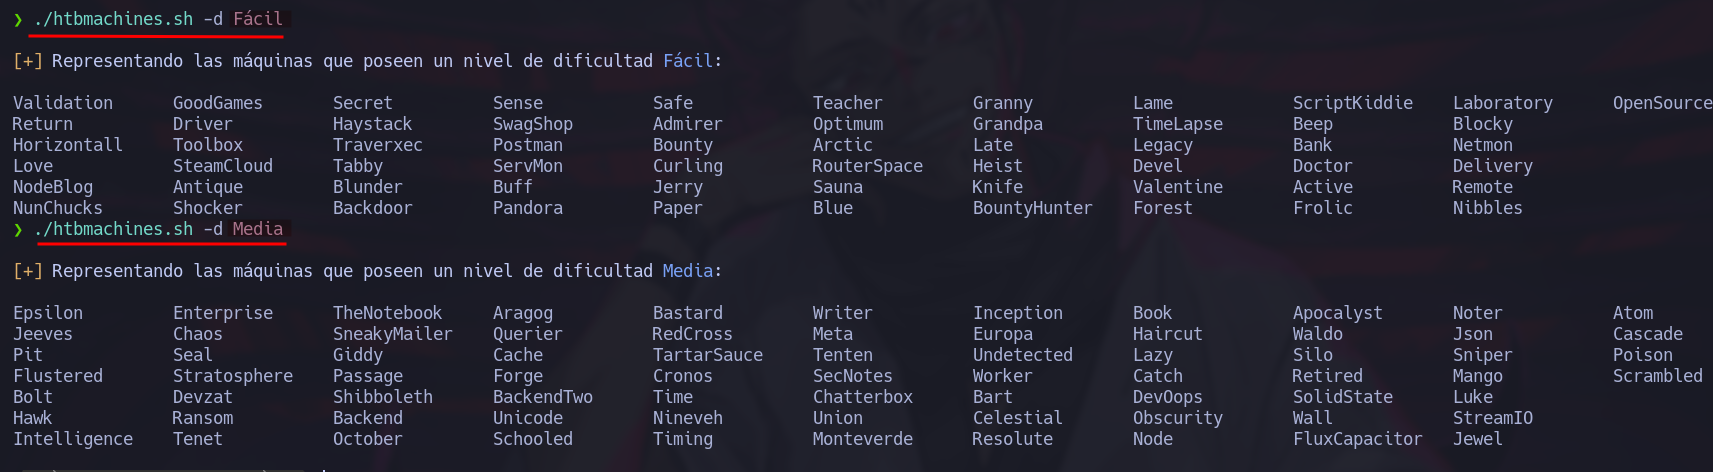 ❯ ./htbmachines.sh -d Fácil
[+] Representando las máquinas que poseen un nivel de dificultad Fácil:
Validation GoodGames Secret Sense Safe Teacher Granny Lame ScriptKiddie Laboratory OpenSource
Return Driver Haystack SwagShop Admirer Optimum Grandpa TimeLapse Beep Blocky
Horizontall Toolbox Traverxec Postman Bounty Arctic Late Legacy Bank Netmon
Love SteamCloud Tabby ServMon Curling RouterSpace Heist Devel Doctor Delivery
NodeBlog Antique Blunder Buff Jerry Sauna Knife Valentine Active Remote
NunChucks Shocker Backdoor Pandora Paper Blue BountyHunter Forest Frolic Nibbles
❯ ./htbmachines.sh -d Media
[+] Representando las máquinas que poseen un nivel de dificultad Media:
Epsilon Enterprise TheNotebook Aragog Bastard Writer Inception Book Apocalyst Noter Atom
Jeeves Chaos SneakyMailer Querier RedCross Meta Europa Haircut Waldo Json Cascade
Pit Seal Giddy Cache TartarSauce Tenten Undetected Lazy Silo Sniper Poison
Flustered Stratosphere Passage Forge Cronos SecNotes Worker Catch Retired Mango Scrambled
Bolt Devzat Shibboleth BackendTwo Time Chatterbox Bart DevOops SolidState Luke
Hawk Ransom Backend Unicode Nineveh Union Celestial Obscurity Wall StreamIO
Intelligence Tenet October Schooled Timing Monteverde Resolute Node FluxCapacitor Jewel